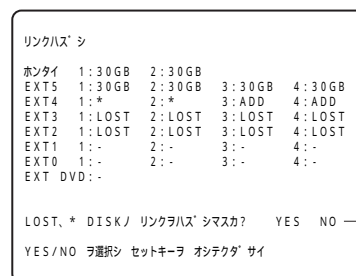 リンクハズシ
ホンタイ 1:30GB 2:30GB
EXT5 1:30GB 2:30GB 3:30GB 4:30GB
EXT4 1:* 2:* 3:ADD 4:ADD
EXT3 1:LOST 2:LOST 3:LOST 4:LOST
EXT2 1:LOST 2:LOST 3:LOST 4:LOST
EXT1 1:- 2:- 3:- 4:-
EXT0 1:- 2:- 3:- 4:-
EXT DVD:-
LOST、* DISKノ リンクヲハズシマスカ? YES NO
YES/NO ヲ選択シ セットキーヲ オシテクダサイ